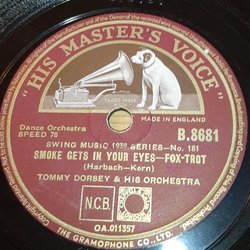 "HIS MASTER'S VOICE"
TRADE MARK
MADE IN ENGLAND
Dance Orchestra
SPEED 78
B.8681
SWING MUSIC 1938 SERIES—No. 181
SMOKE GETS IN YOUR EYES—FOX-TROT
(Harbach—Kern)
TOMMY DORSEY & HIS ORCHESTRA
N.C.B.
OA.011357
THE GRAMOPHONE CO., LTD.